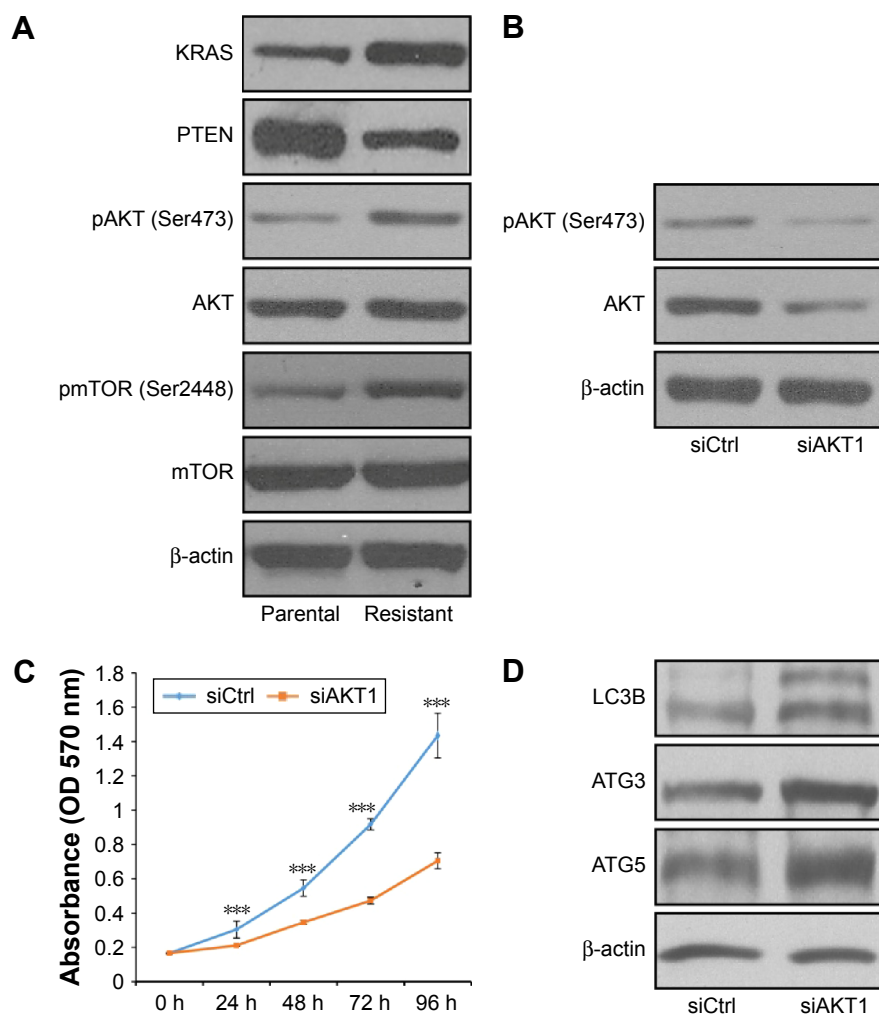 A
KRAS
PTEN
pAKT (Ser473)
AKT
pmTOR (Ser2448)
mTOR
β-actin
Parental Resistant
B
pAKT (Ser473)
AKT
β-actin
siCtrl siAKT1
C
Absorbance (OD 570 nm)
1.8
1.6
1.4
1.2
1
0.8
0.6
0.4
0.2
0
siCtrl siAKT1
***
***
***
***
0 h 24 h 48 h 72 h 96 h
D
LC3B
ATG3
ATG5
β-actin
siCtrl siAKT1